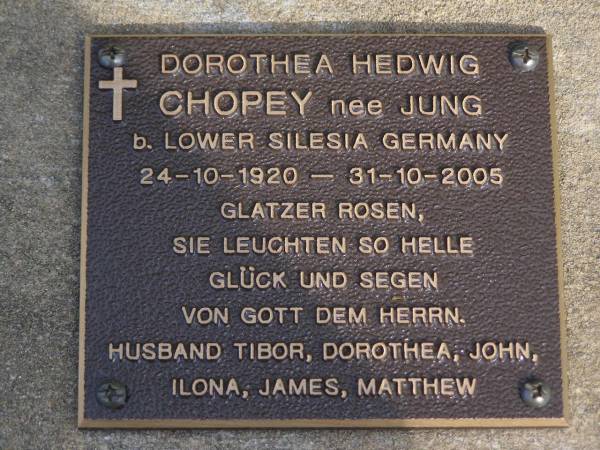 DOROTHEA HEDWIG
CHOPEY nee JUNG
b. LOWER SILESIA GERMANY
24-10-1920 — 31-10-2005
GLATZER ROSEN,
SIE LEUCHTEN SO HELLE
GLÜCK UND SEGEN
VON GOTT DEM HERRN.
HUSBAND TIBOR, DOROTHEA, JOHN,
ILONA, JAMES, MATTHEW